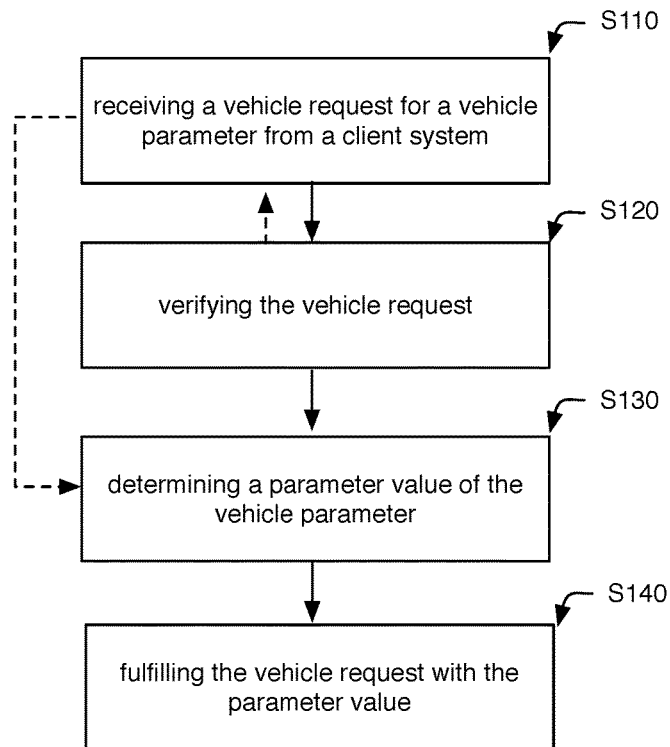 S110
receiving a vehicle request for a vehicle
parameter from a client system
S120
verifying the vehicle request
S130
determining a parameter value of the
vehicle parameter
S140
fulfilling the vehicle request with the
parameter value